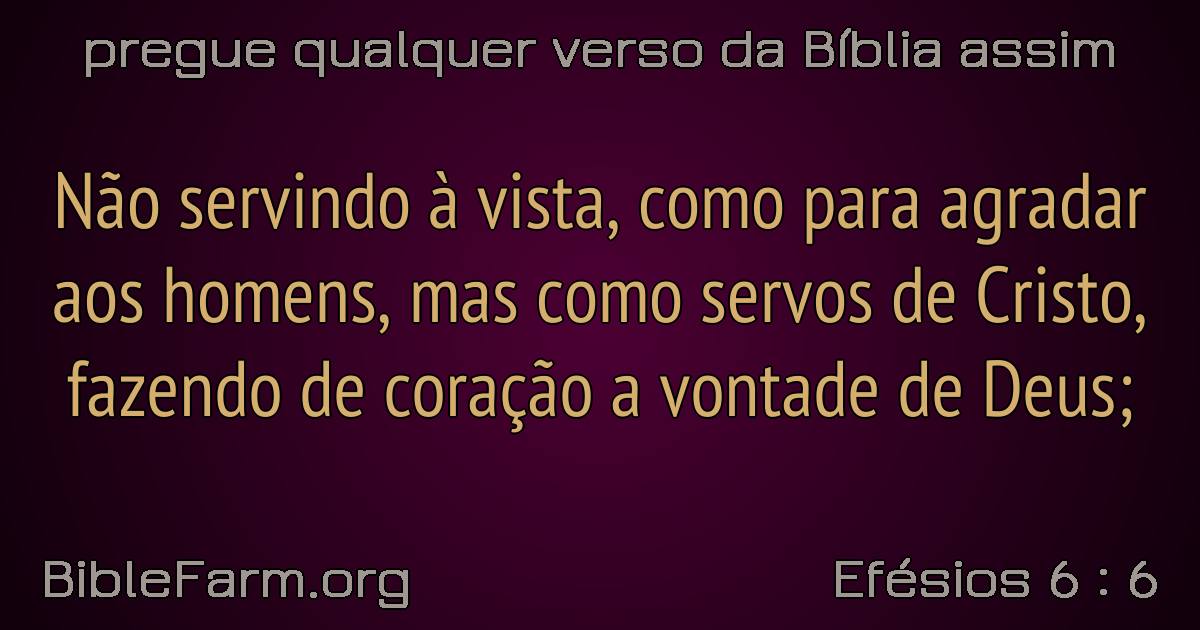 pregue qualquer verso da Bíblia assim
Não servindo à vista, como para agradar
aos homens, mas como servos de Cristo,
fazendo de coração a vontade de Deus;
BibleFarm.org
Efésios 6 : 6